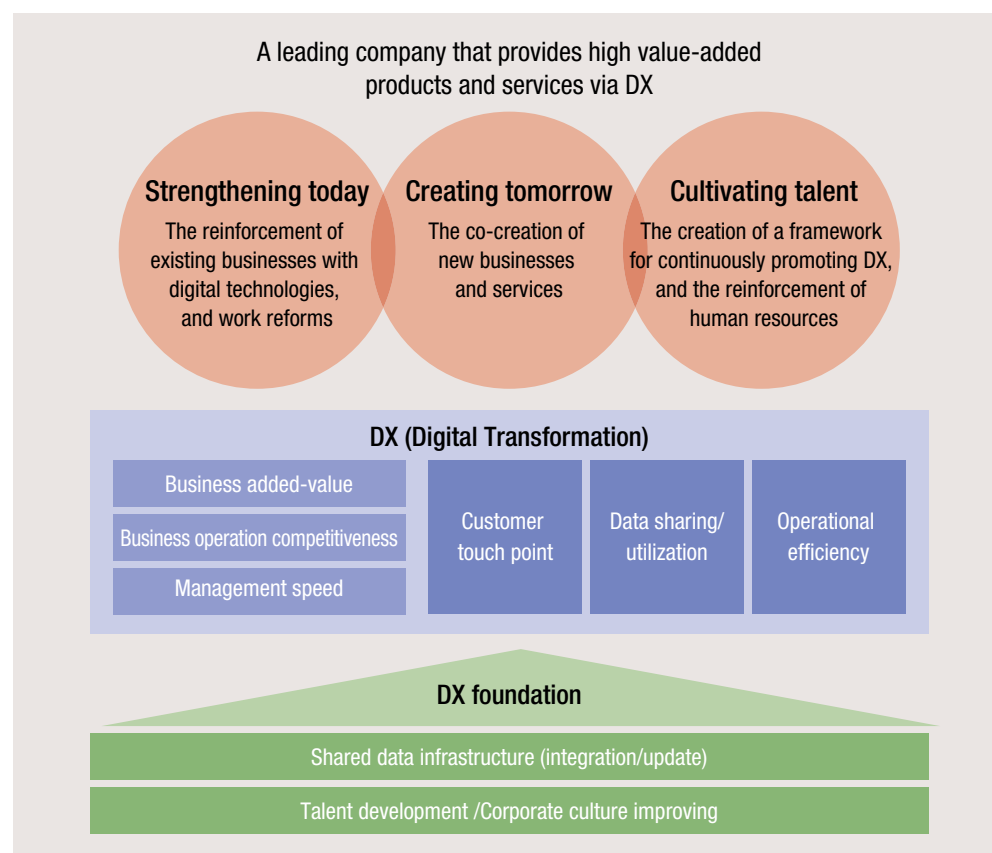 A leading company that provides high value-added
products and services via DX
Strengthening today
The reinforcement of
existing businesses with
digital technologies,
and work reforms
Creating tomorrow
The co-creation of
new businesses
and services
Cultivating talent
The creation of a framework
for continuously promoting DX,
and the reinforcement of
human resources
DX (Digital Transformation)
Business added-value
Business operation competitiveness
Management speed
Customer
touch point
Data sharing/
utilization
Operational
efficiency
DX foundation
Shared data infrastructure (integration/update)
Talent development /Corporate culture improving